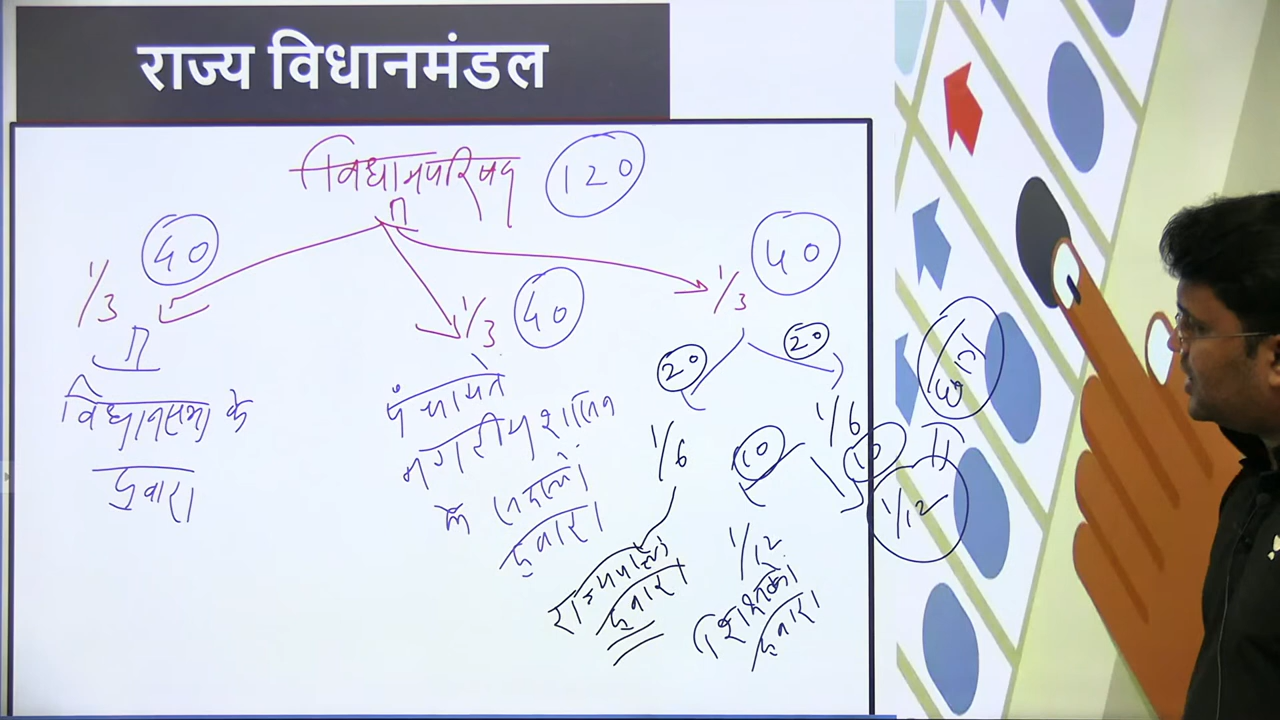 राज्य विधानमंडल
विधानपरिषद 120
40
1/3
विधानसभा के
द्वारा
1/3 40
पंचायते
नगरीय शासन
के सदस्यो
द्वारा
40
1/3
20
20
1/6
राज्यपाल के
द्वारा
1/6
10
1/12
शिक्षको
द्वारा
10
1/12